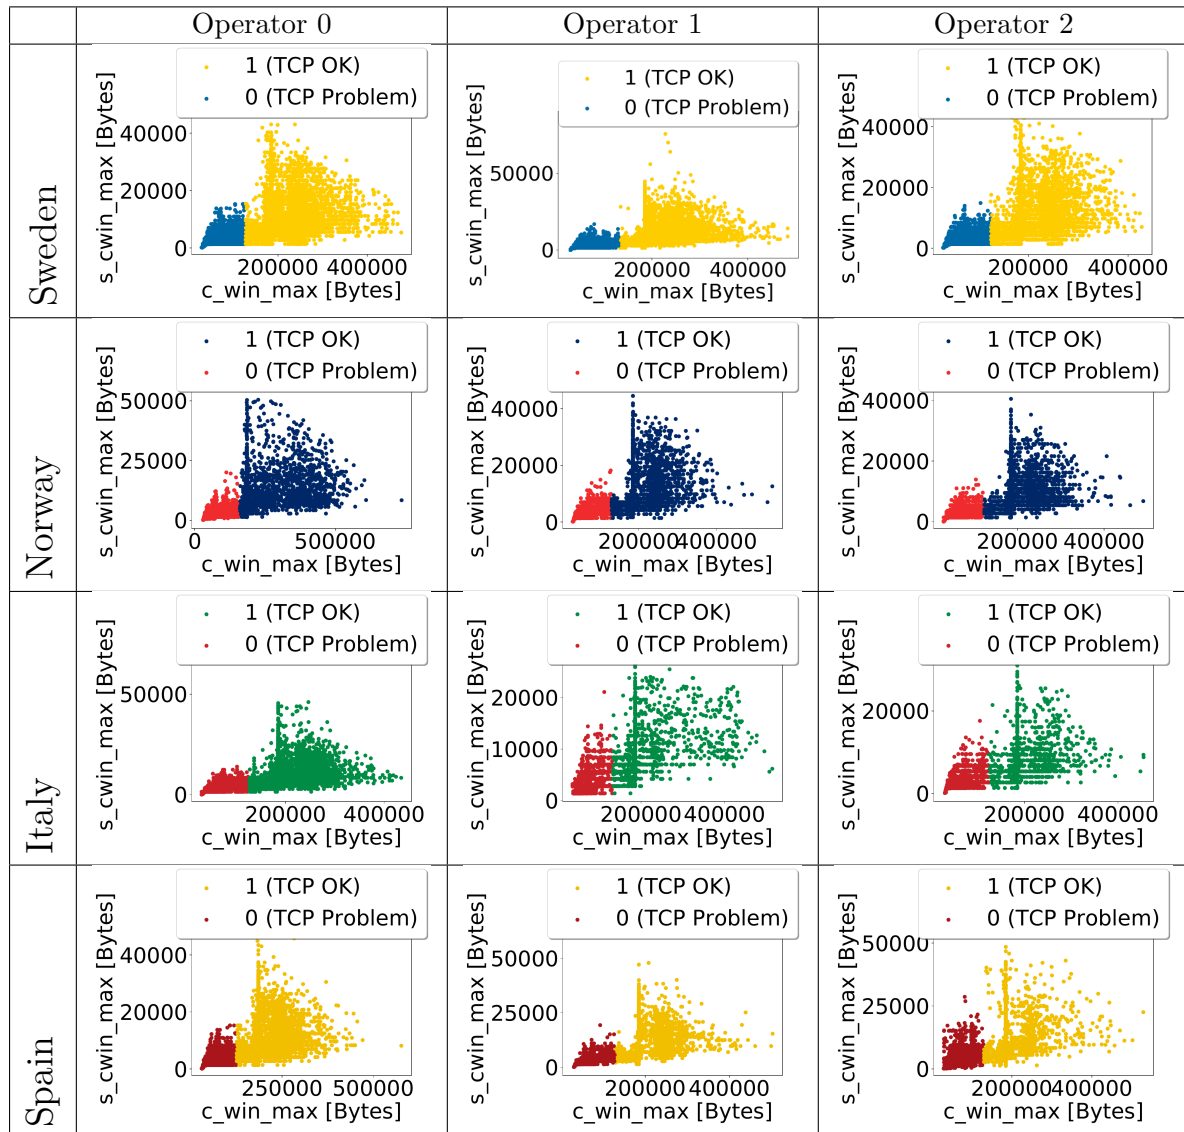 Operator 0 Operator 1 Operator 2
Sweden
1 (TCP OK)
0 (TCP Problem)
s_cwin_max [Bytes]
40000
20000
0
200000 400000
c_win_max [Bytes]
1 (TCP OK)
0 (TCP Problem)
s_cwin_max [Bytes]
50000
0
200000 400000
c_win_max [Bytes]
1 (TCP OK)
0 (TCP Problem)
s_cwin_max [Bytes]
40000
20000
0
200000 400000
c_win_max [Bytes]
Norway
1 (TCP OK)
0 (TCP Problem)
s_cwin_max [Bytes]
50000
25000
0
0 500000
c_win_max [Bytes]
1 (TCP OK)
0 (TCP Problem)
s_cwin_max [Bytes]
40000
20000
0
200000 400000
c_win_max [Bytes]
1 (TCP OK)
0 (TCP Problem)
s_cwin_max [Bytes]
40000
20000
0
200000 400000
c_win_max [Bytes]
Italy
1 (TCP OK)
0 (TCP Problem)
s_cwin_max [Bytes]
50000
0
200000 400000
c_win_max [Bytes]
1 (TCP OK)
0 (TCP Problem)
s_cwin_max [Bytes]
20000
10000
0
200000 400000
c_win_max [Bytes]
1 (TCP OK)
0 (TCP Problem)
s_cwin_max [Bytes]
20000
0
200000 400000
c_win_max [Bytes]
Spain
1 (TCP OK)
0 (TCP Problem)
s_cwin_max [Bytes]
40000
20000
0
250000 500000
c_win_max [Bytes]
1 (TCP OK)
0 (TCP Problem)
s_cwin_max [Bytes]
50000
25000
0
200000 400000
c_win_max [Bytes]
1 (TCP OK)
0 (TCP Problem)
s_cwin_max [Bytes]
50000
25000
0
200000 400000
c_win_max [Bytes]